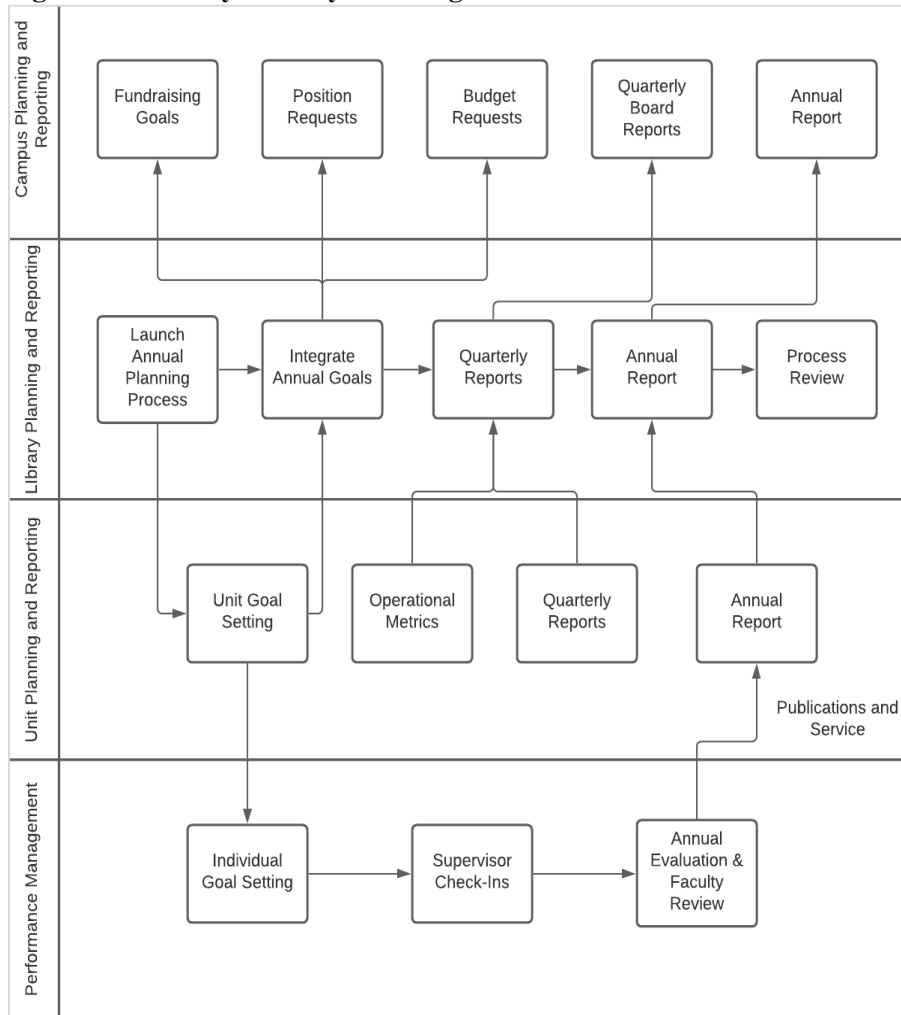 Campus Planning and
Reporting
Fundraising
Goals
Position
Requests
Budget
Requests
Quarterly
Board
Reports
Annual
Report
LIbrary Planning and Reporting
Launch
Annual
Planning
Process
Integrate
Annual Goals
Quarterly
Reports
Annual
Report
Process
Review
Unit Planning and Reporting
Unit Goal
Setting
Operational
Metrics
Quarterly
Reports
Annual
Report
Publications and
Service
Performance Management
Individual
Goal Setting
Supervisor
Check-Ins
Annual
Evaluation &
Faculty
Review